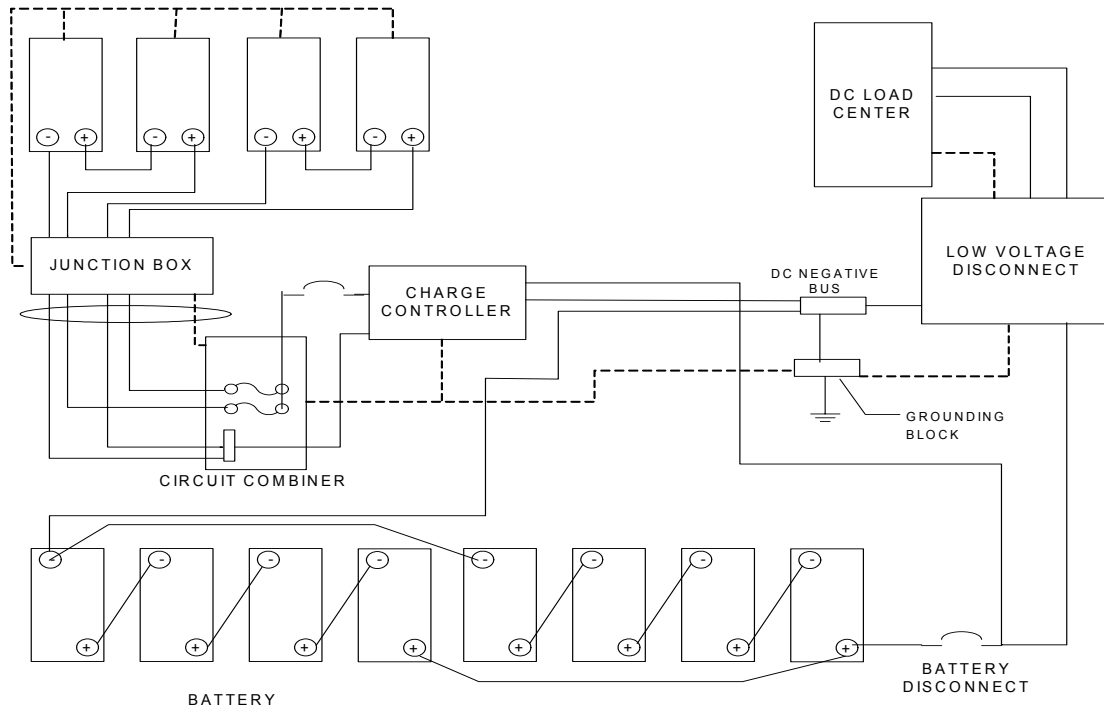 - + - + - + - +
DC LOAD
CENTER
JUNCTION BOX
CHARGE
CONTROLLER
DC NEGATIVE
BUS
LOW VOLTAGE
DISCONNECT
GROUNDING
BLOCK
CIRCUIT COMBINER
- - - - - - - -
+ + + + + + + +
BATTERY
BATTERY
DISCONNECT